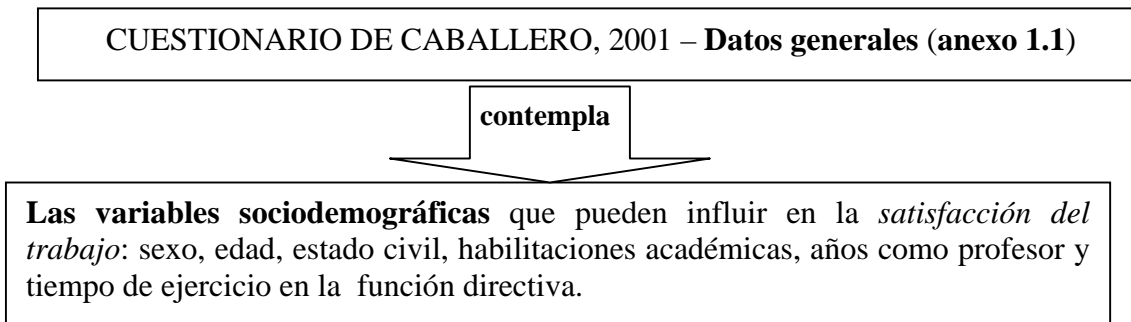 CUESTIONARIO DE CABALLERO, 2001 – Datos generales (anexo 1.1)
contempla
Las variables sociodemográficas que pueden influir en la satisfacción del
trabajo: sexo, edad, estado civil, habilitaciones académicas, años como profesor y
tiempo de ejercicio en la función directiva.